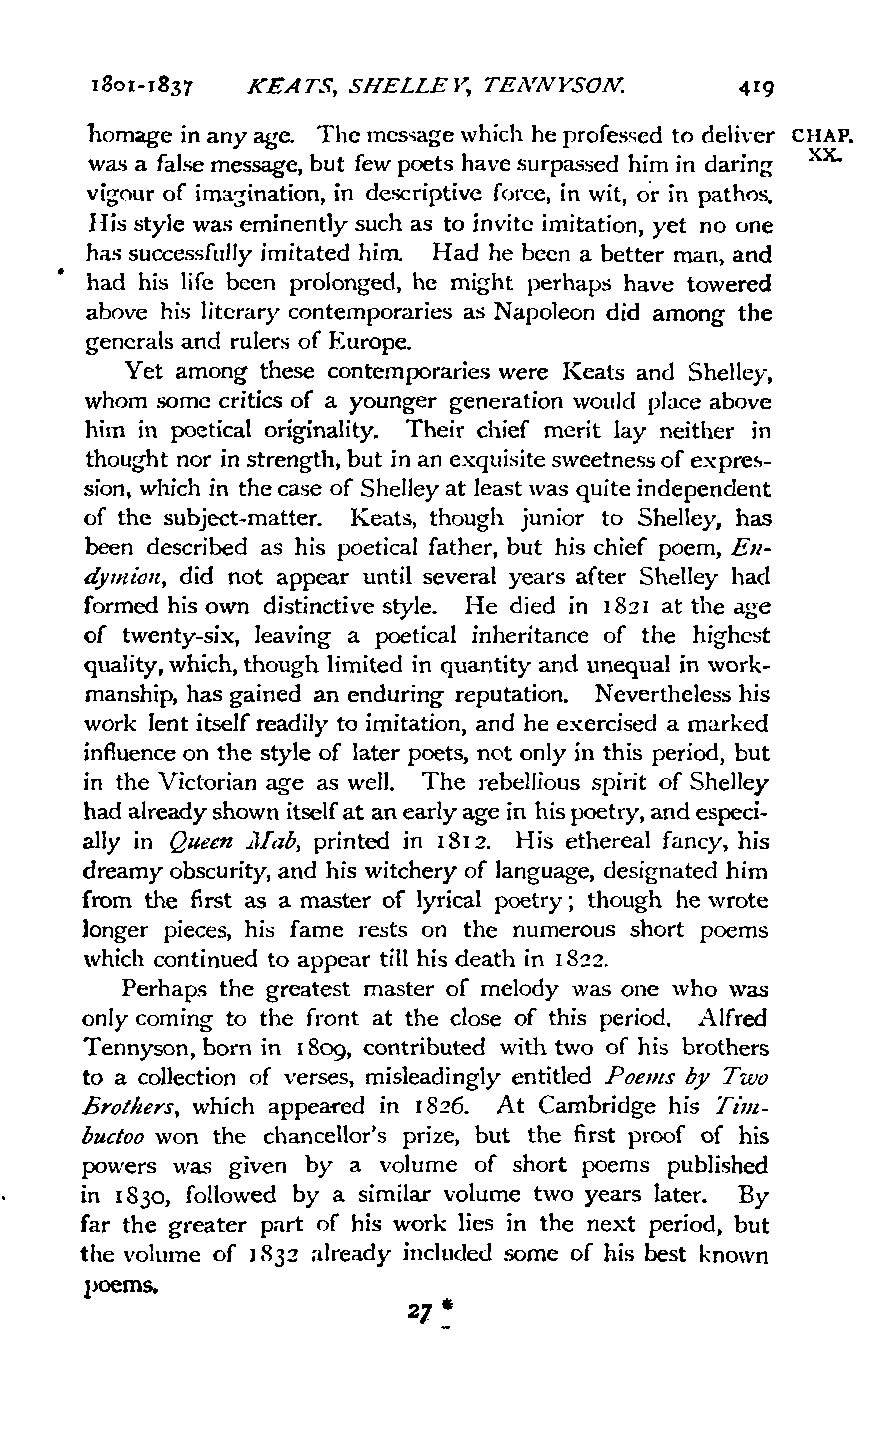 1801-1837 KEATS, SHELLEY, TENNYSON. 419
homage in any age. The message which he professed to deliver CHAP.
was a false message, but few poets have surpassed him in daring XX.
vigour of imagination, in descriptive force, in wit, or in pathos.
His style was eminently such as to invite imitation, yet no one
has successfully imitated him. Had he been a better man, and
had his life been prolonged, he might perhaps have towered
above his literary contemporaries as Napoleon did among the
generals and rulers of Europe.
Yet among these contemporaries were Keats and Shelley,
whom some critics of a younger generation would place above
him in poetical originality. Their chief merit lay neither in
thought nor in strength, but in an exquisite sweetness of expres-
sion, which in the case of Shelley at least was quite independent
of the subject-matter. Keats, though junior to Shelley, has
been described as his poetical father, but his chief poem, En-
dymion, did not appear until several years after Shelley had
formed his own distinctive style. He died in 1821 at the age
of twenty-six, leaving a poetical inheritance of the highest
quality, which, though limited in quantity and unequal in work-
manship, has gained an enduring reputation. Nevertheless his
work lent itself readily to imitation, and he exercised a marked
influence on the style of later poets, not only in this period, but
in the Victorian age as well. The rebellious spirit of Shelley
had already shown itself at an early age in his poetry, and especi-
ally in Queen Mab, printed in 1812. His ethereal fancy, his
dreamy obscurity, and his witchery of language, designated him
from the first as a master of lyrical poetry; though he wrote
longer pieces, his fame rests on the numerous short poems
which continued to appear till his death in 1822.
Perhaps the greatest master of melody was one who was
only coming to the front at the close of this period. Alfred
Tennyson, born in 1809, contributed with two of his brothers
to a collection of verses, misleadingly entitled Poems by Two
Brothers, which appeared in 1826. At Cambridge his Tim-
buctoo won the chancellor's prize, but the first proof of his
powers was given by a volume of short poems published
in 1830, followed by a similar volume two years later. By
far the greater part of his work lies in the next period, but
the volume of 1832 already included some of his best known
poems.
27 *